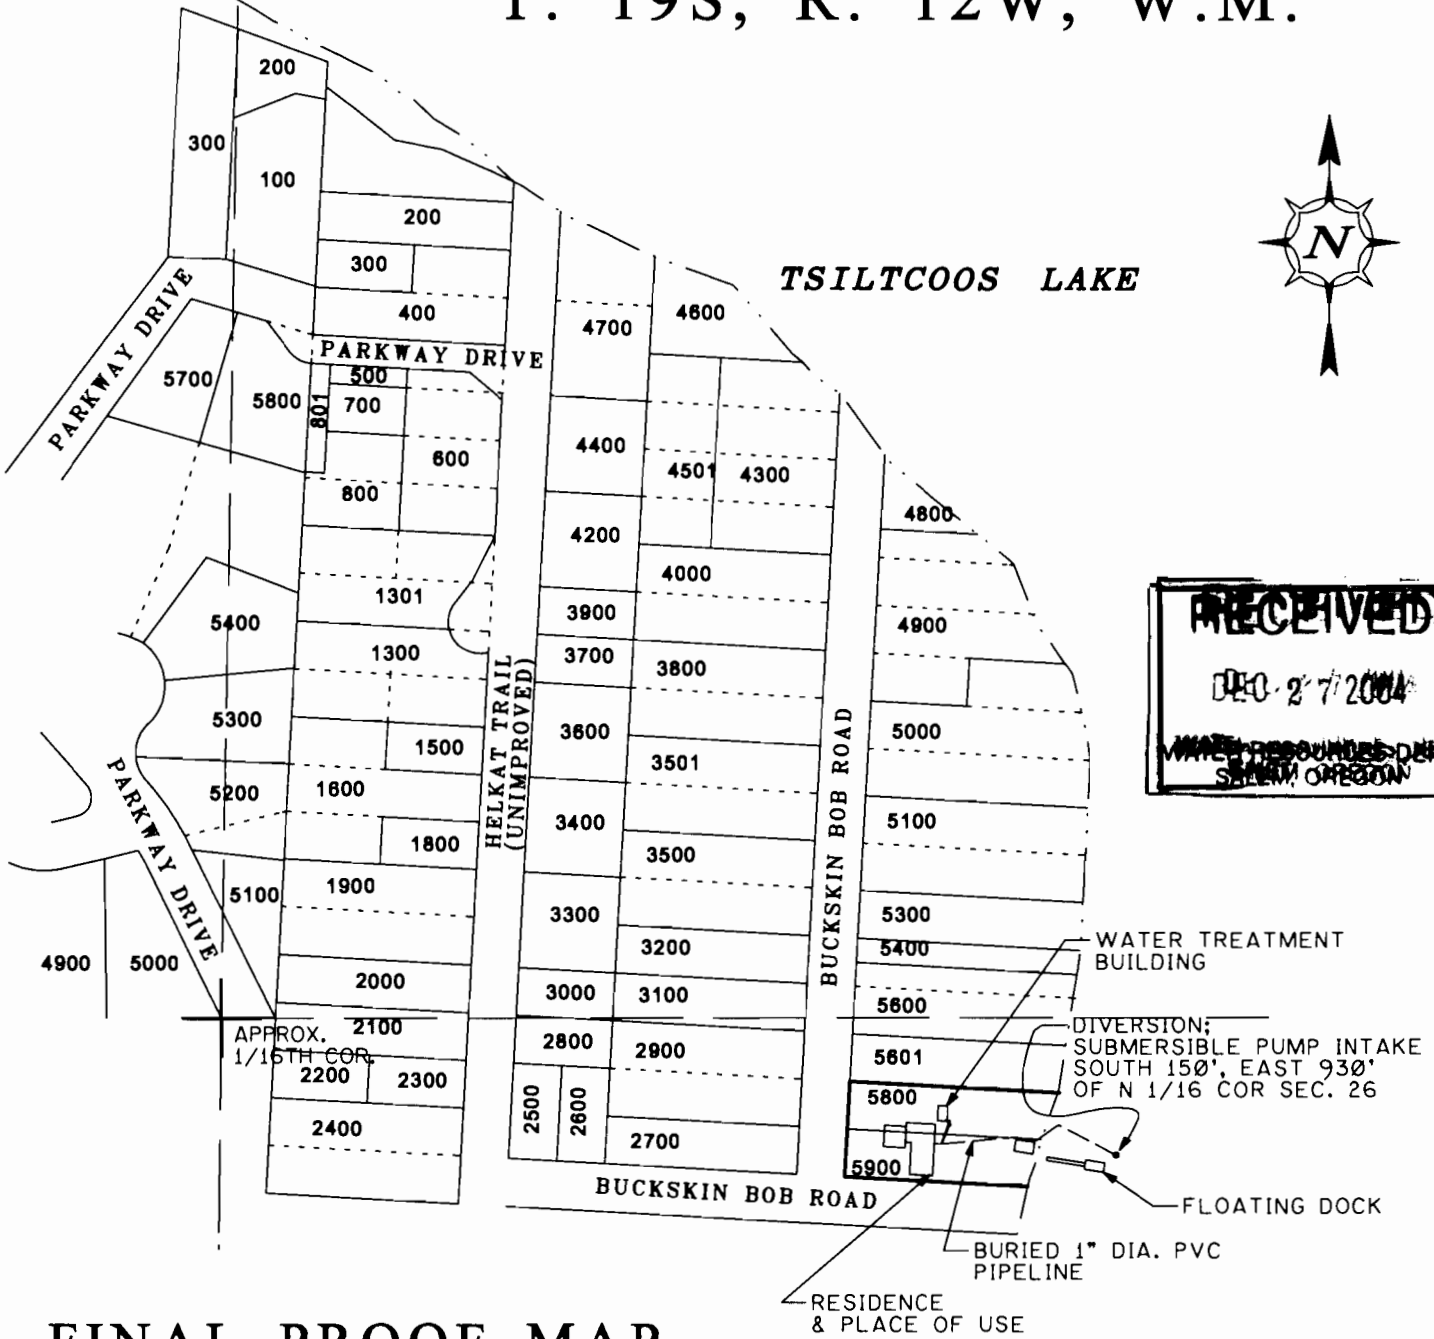 T. 19S, R. 12W, W.M.
200
300
100
200
300
400
TSILTCOOS LAKE
N
4600
4700
PARKWAY DRIVE
PARKWAY DRIVE
5700
5800
801
500
700
600
800
4400
4501
4300
4800
4200
4000
1301
3900
4900
5400
1300
3700
3800
RECEIVED
DEC 27 2004
WATER RESOURCES DEPT
SALEM, OREGON
5300
1500
HELKAT TRAIL
(UNIMPROVED)
3600
3501
BUCKSKIN BOB ROAD
5000
PARKWAY DRIVE
5200
1600
1800
3400
3500
5100
5100
1900
3300
3200
5300
5400
WATER TREATMENT
BUILDING
4900
5000
2000
3000
3100
5600
APPROX.
1/16TH COR.
2100
2800
2900
5601
DIVERSION;
SUBMERSIBLE PUMP INTAKE
SOUTH 150', EAST 930'
OF N 1/16 COR SEC. 26
2200
2300
2500
2600
5800
2400
2700
5900
BUCKSKIN BOB ROAD
FLOATING DOCK
BURIED 1" DIA. PVC
PIPELINE
RESIDENCE
& PLACE OF USE
FINAL PROOF MAP